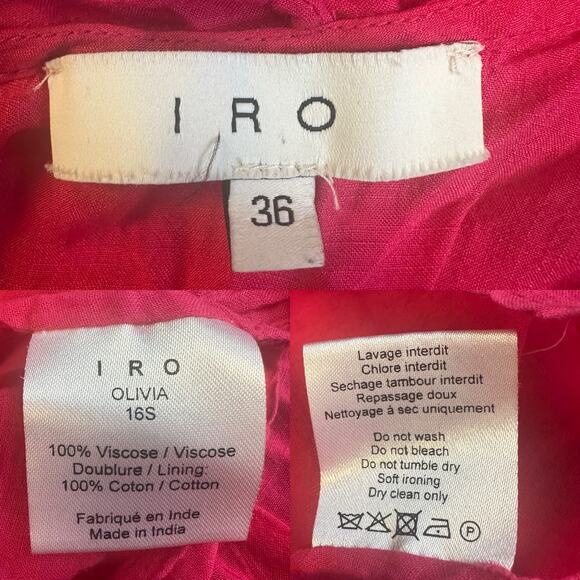 IRO
36
IRO
OLIVIA
16S
100% Viscose / Viscose
Doublure / Lining:
100% Coton / Cotton
Fabriqué en Inde
Made in India
Lavage interdit
Chlore interdit
Sechage tambour interdit
Repassage doux
Nettoyage à sec uniquement
Do not wash
Do not bleach
Do not tumble dry
Soft ironing
Dry clean only
P